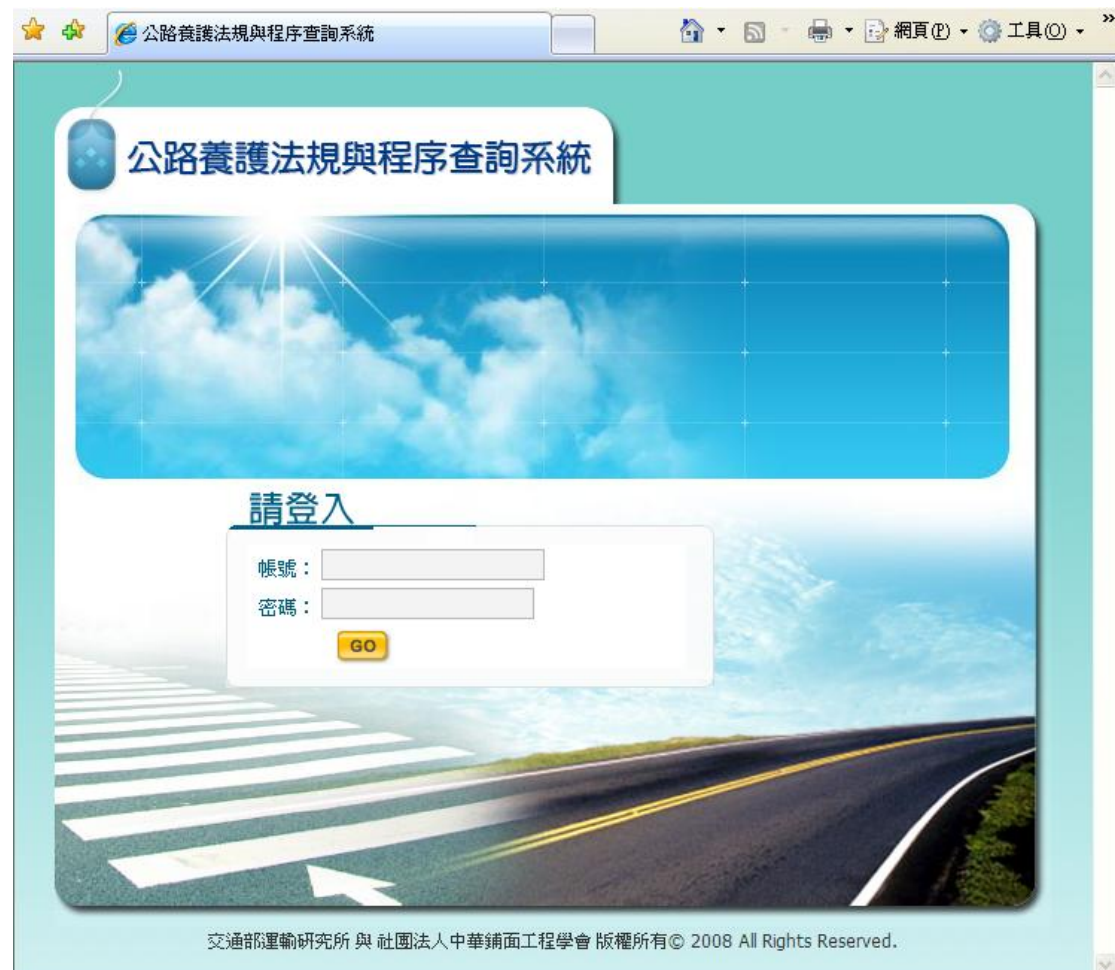 公路養護法規與程序查詢系統
網頁(P)
工具(O)
»
公路養護法規與程序查詢系統
請登入
帳號：
密碼：
GO
交通部運輸研究所 與 社團法人中華鋪面工程學會 版權所有© 2008 All Rights Reserved.